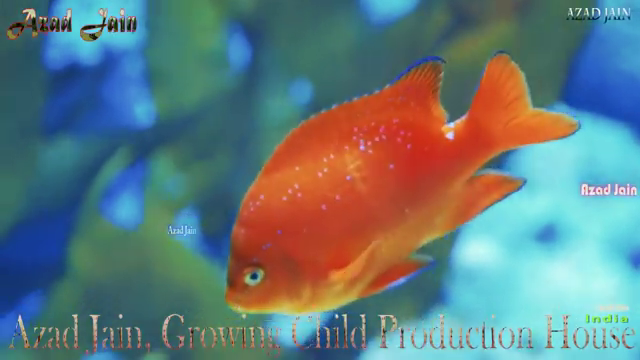 Azad Jain
AZAD JAIN
Azad Jain
Azad Jain
India
Azad Jain, Growing Child Production House